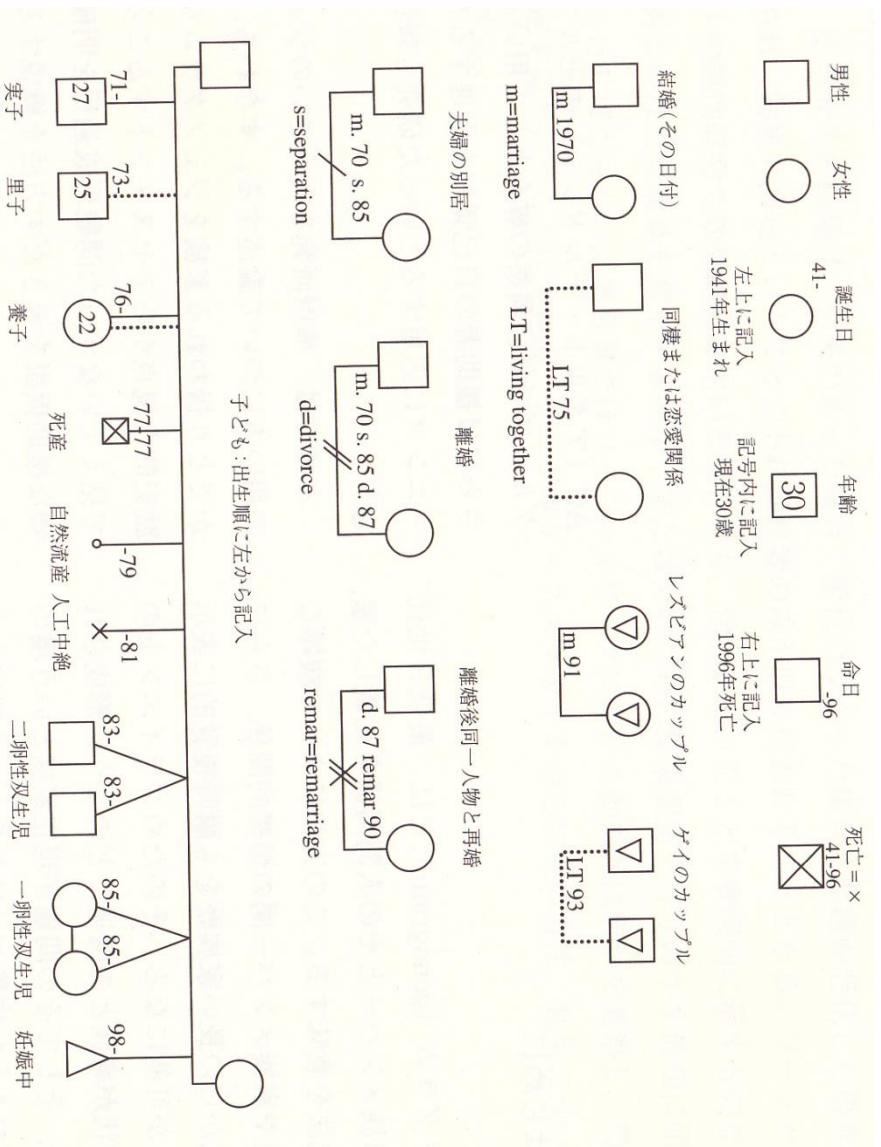 男性
女性
誕生日
41-
左上に記入
1941年生まれ
年齢
30
記号内に記入
現在30歳
命日
-96
右上に記入
1996年死亡
死亡=×
41-96
結婚(その日付)
m 1970
m=marriage
同棲または恋愛関係
LT 75
LT=living together
レズビアンのカップル
m 91
ゲイのカップル
LT 93
夫婦の別居
m. 70 s. 85
s=separation
離婚
m. 70 s. 85 d. 87
d=divorce
離婚後同一人物と再婚
d. 87 remar 90
remar=remarriage
子ども:出生順に左から記入
71-
27
実子
73-
25
里子
76-
22
養子
77-77
死産
-79
自然流産
-81
人工中絶
83-
83-
二卵性双生児
85-
85-
一卵性双生児
98-
妊娠中